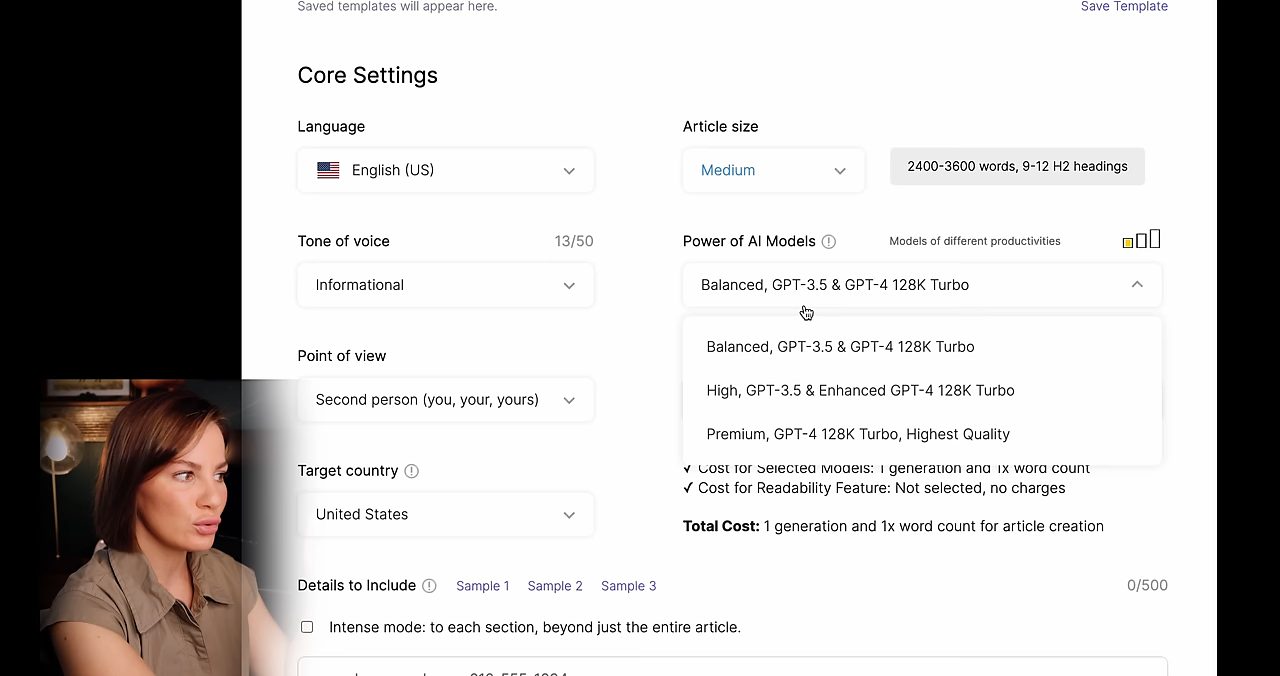 Saved templates will appear here.
Save Template
Core Settings
Language
Article size
English (US)
Medium
2400-3600 words, 9-12 H2 headings
Tone of voice
13/50
Power of AI Models
Models of different productivities
Informational
Balanced, GPT-3.5 & GPT-4 128K Turbo
Balanced, GPT-3.5 & GPT-4 128K Turbo
Point of view
High, GPT-3.5 & Enhanced GPT-4 128K Turbo
Second person (you, your, yours)
Premium, GPT-4 128K Turbo, Highest Quality
Target country
✓ Cost for Selected Models: 1 generation and 1x word count
✓ Cost for Readability Feature: Not selected, no charges
United States
Total Cost: 1 generation and 1x word count for article creation
Details to Include
Sample 1
Sample 2
Sample 3
0/500
Intense mode: to each section, beyond just the entire article.